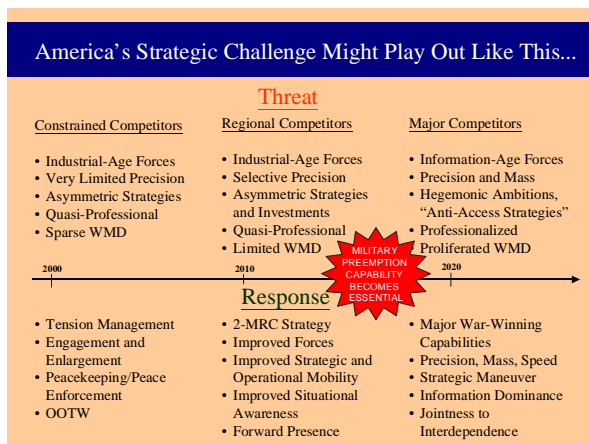 America's Strategic Challenge Might Play Out Like This...
Threat
Constrained Competitors
• Industrial-Age Forces
• Very Limited Precision
• Asymmetric Strategies
• Quasi-Professional
• Sparse WMD
Regional Competitors
• Industrial-Age Forces
• Selective Precision
• Asymmetric Strategies
and Investments
• Quasi-Professional
• Limited WMD
Major Competitors
• Information-Age Forces
• Precision and Mass
• Hegemonic Ambitions,
“Anti-Access Strategies”
• Professionalized
• Proliferated WMD
MILITARY
PREEMPTION
CAPABILITY
BECOMES
ESSENTIAL
2000
2010
2020
Response
• Tension Management
• Engagement and
Enlargement
• Peacekeeping/Peace
Enforcement
• OOTW
• 2-MRC Strategy
• Improved Forces
• Improved Strategic and
Operational Mobility
• Improved Situational
Awareness
• Forward Presence
• Major War-Winning
Capabilities
• Precision, Mass, Speed
• Strategic Maneuver
• Information Dominance
• Jointness to
Interdependence